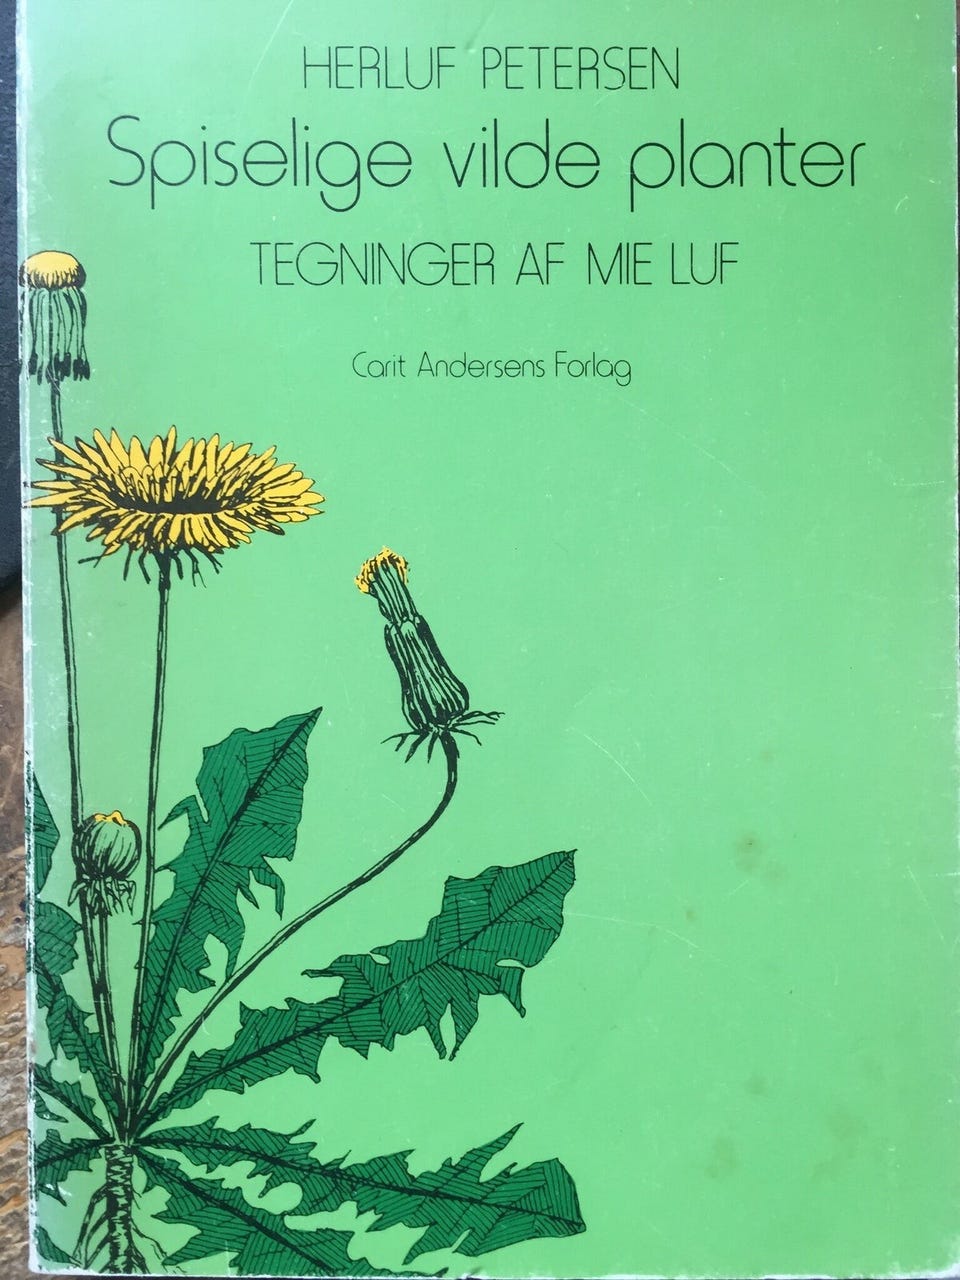 HERLUF PETERSEN
Spiselige vilde planter
TEGNINGER AF MIE LUF
Carit Andersens Forlag